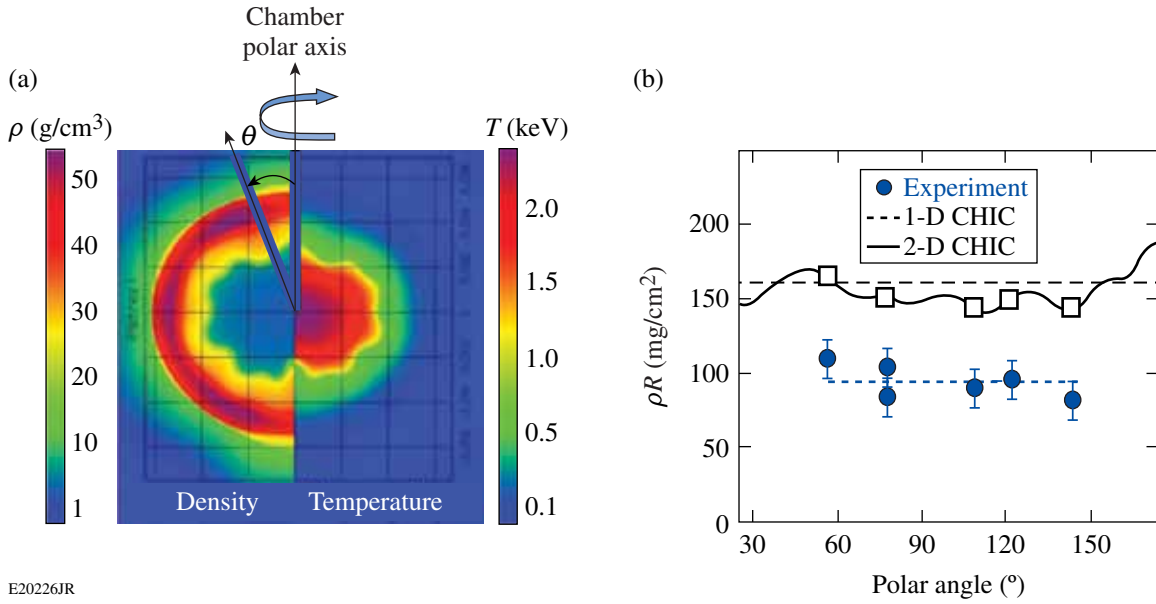 (a)
Chamber
polar axis
θ
ρ (g/cm³)
50
40
30
20
10
1
T (keV)
2.0
1.5
1.0
0.5
0.1
Density
Temperature
(b)
Experiment
1-D CHIC
2-D CHIC
ρR (mg/cm²)
200
150
100
50
0
30
60
90
120
150
Polar angle (°)
E20226JR